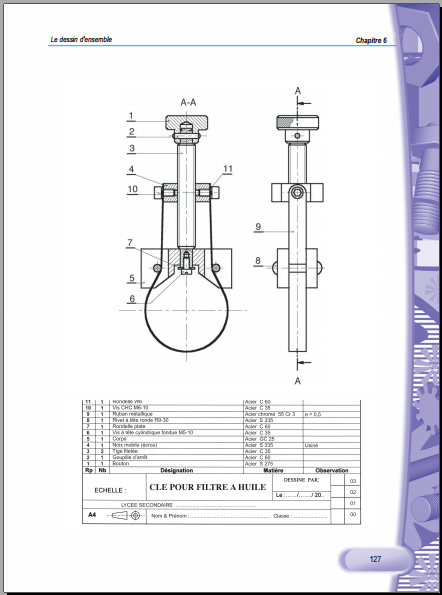 Le dessin d'ensemble
Chapitre 6
A-A
A
1
2
3
4
11
10
9
7
8
5
6
A
11 1 Rondelle W6 Acier C 60
10 1 Vis CHC M6-10 Acier C 35
9 1 Ruban métallique Acier chromé 55 Cr 3 e = 0,5
8 1 Rivet à tête ronde R9-30 Acier S 335
7 1 Rondelle plate Acier C 60
6 1 Vis à tête cylindrique fondue M5-10 Acier C 35
5 1 Corps Acier GC 25
4 1 Noix mobile (écrou) Acier S 335 Usiné
3 2 Tige filetée Acier C 35
2 1 Goupille d'arrêt Acier C 60
1 1 Bouton Acier S 275
Rp Nb Désignation Matière Observation
ECHELLE :
CLE POUR FILTRE A HUILE
DESSINE PAR:
Le :....../......./ 20..
03
02
01
00
LYCEE SECONDAIRE ................................................
A4
Nom & Prénom : ................................................ Classe : ............
127